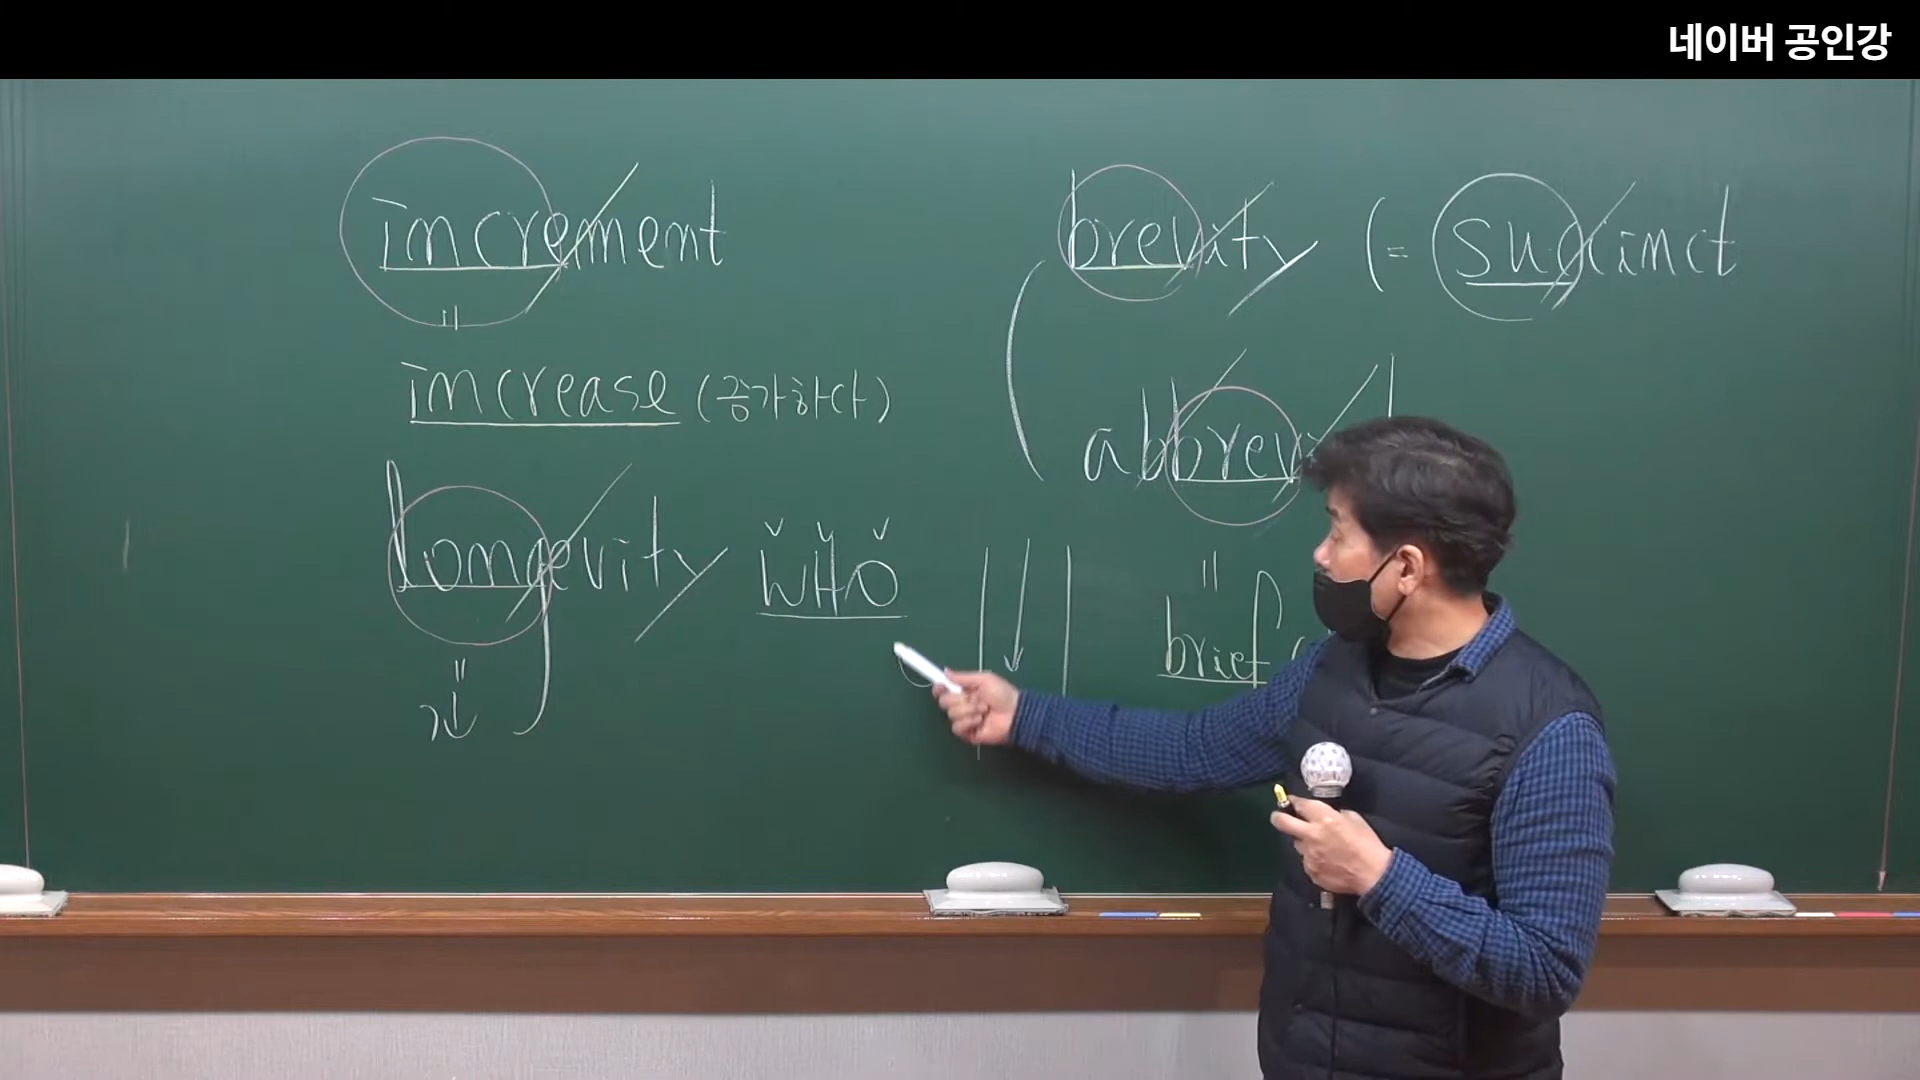 네이버 공인강
increment
brevity (= succinct
=
increase (증가하다)
abbrev
longevity WHO
=
brief (